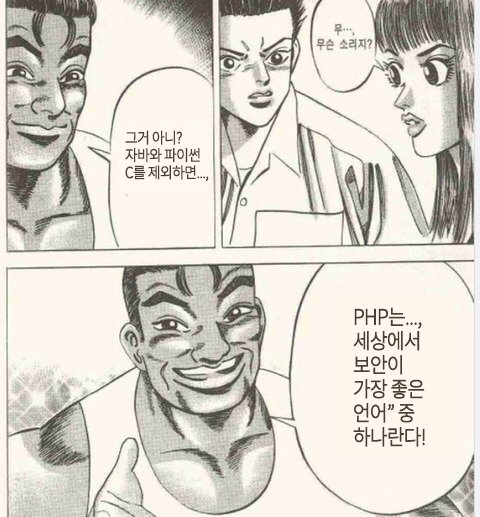 그거 아니?
자바와 파이썬
C를 제외하면...,
무...,
무슨 소리지?
PHP는...,
세상에서
보안이
가장 좋은
언어” 중
하나란다!